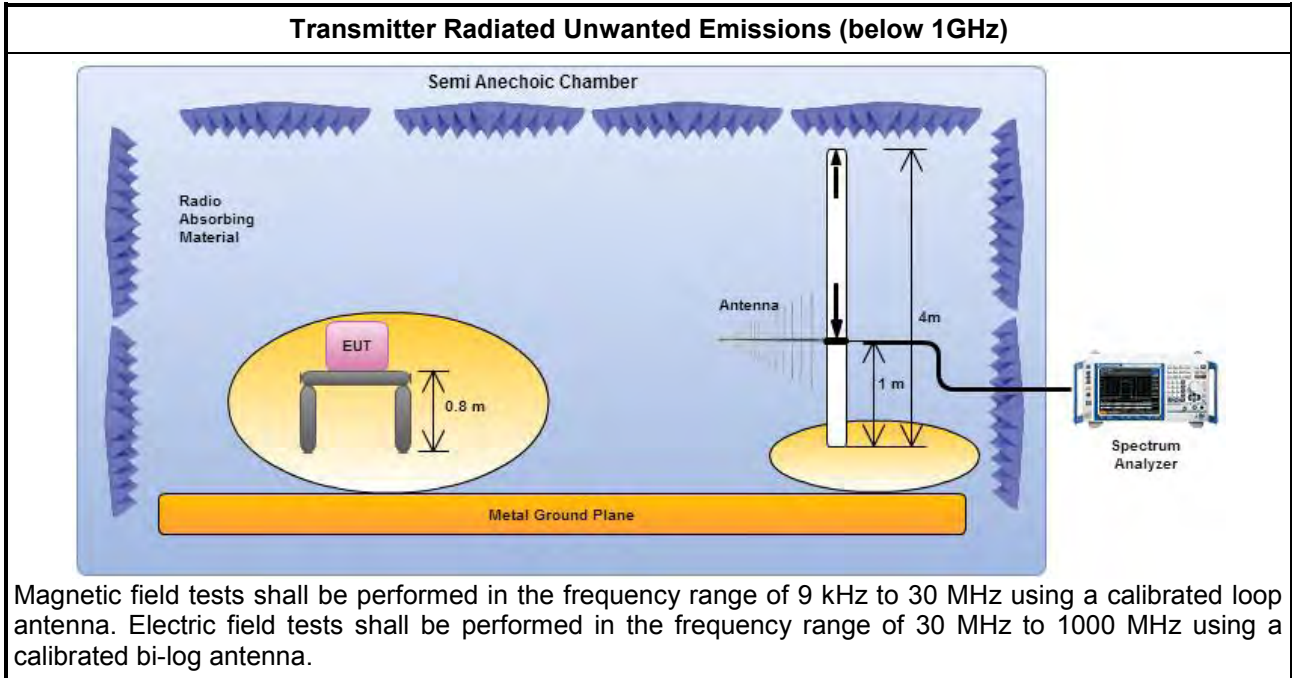 Transmitter Radiated Unwanted Emissions (below 1GHz)
Semi Anechoic Chamber
Radio
Absorbing
Material
Antenna
4m
EUT
1 m
0.8 m
Spectrum
Analyzer
Metal Ground Plane
Magnetic field tests shall be performed in the frequency range of 9 kHz to 30 MHz using a calibrated loop
antenna. Electric field tests shall be performed in the frequency range of 30 MHz to 1000 MHz using a
calibrated bi-log antenna.